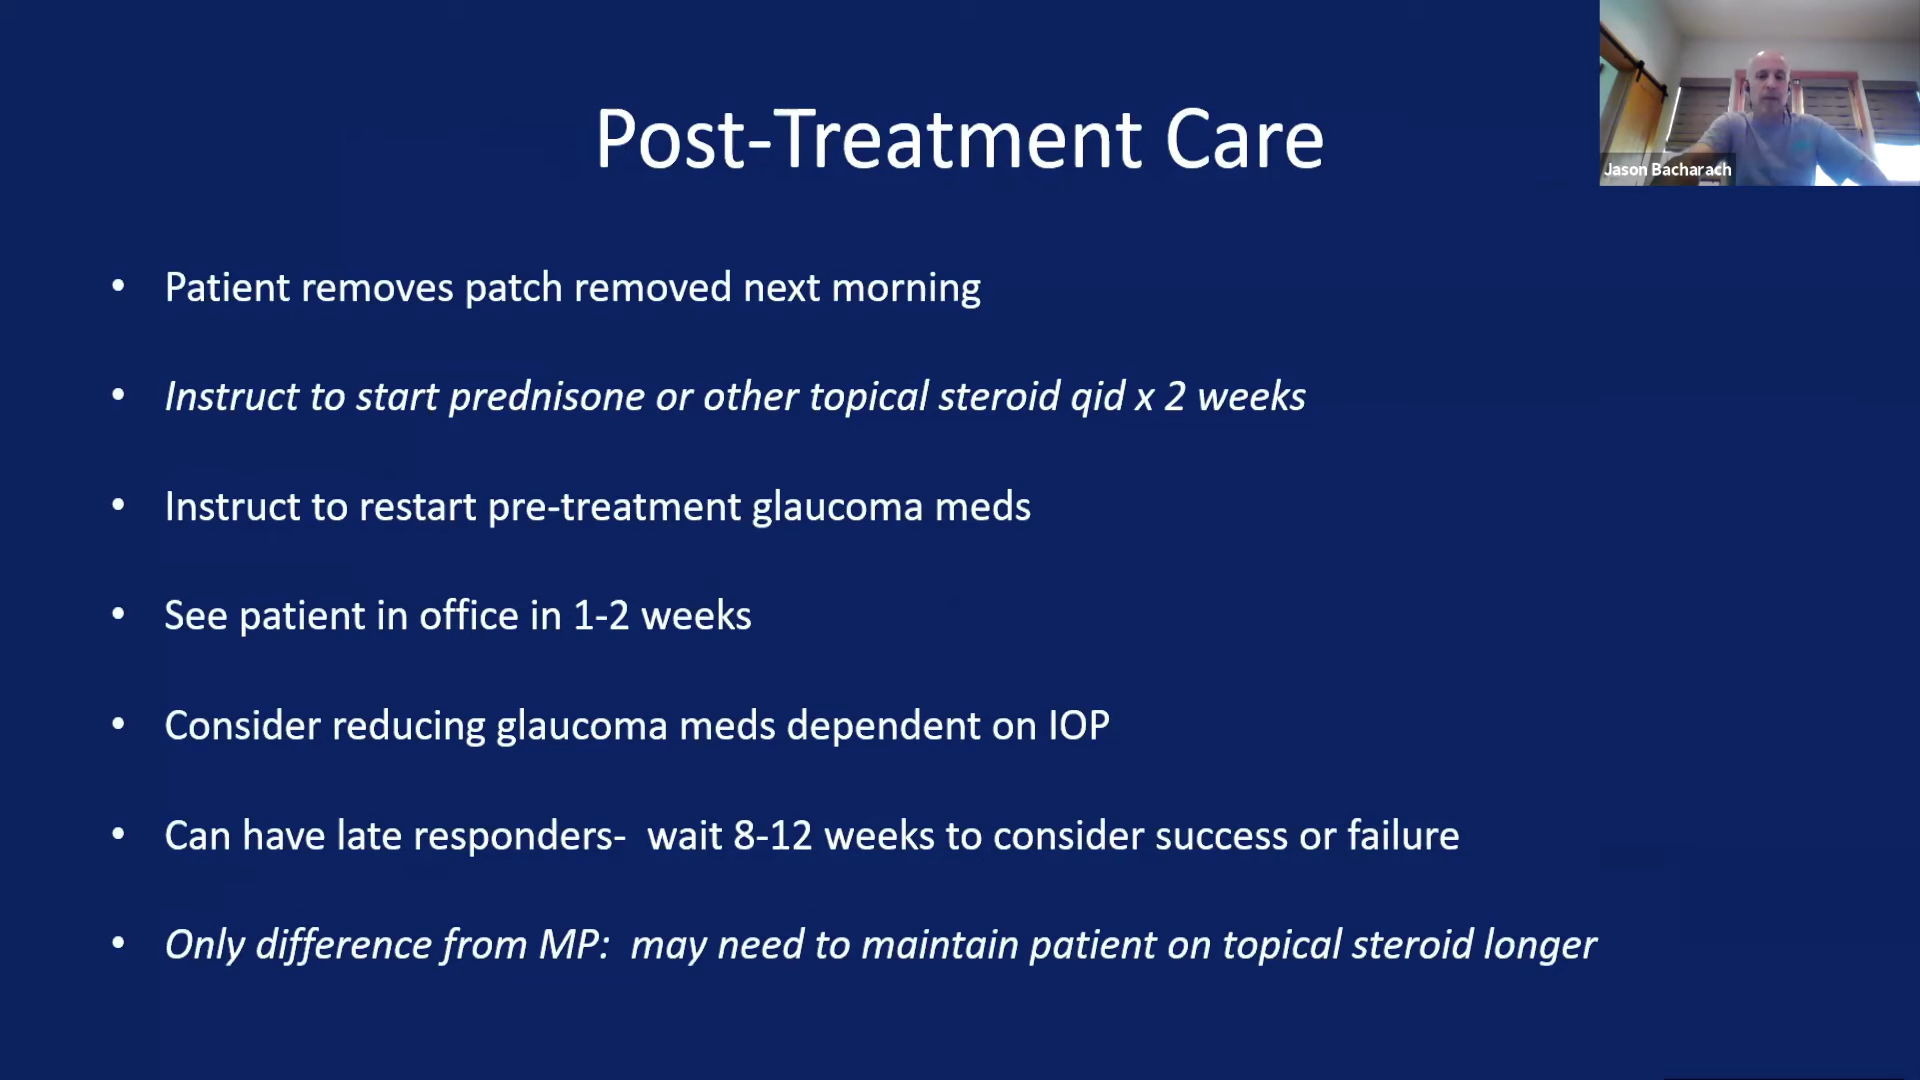 Post-Treatment Care
Jason Bacharach
• Patient removes patch removed next morning
• Instruct to start prednisone or other topical steroid qid x 2 weeks
• Instruct to restart pre-treatment glaucoma meds
• See patient in office in 1-2 weeks
• Consider reducing glaucoma meds dependent on IOP
• Can have late responders-  wait 8-12 weeks to consider success or failure
• Only difference from MP:  may need to maintain patient on topical steroid longer